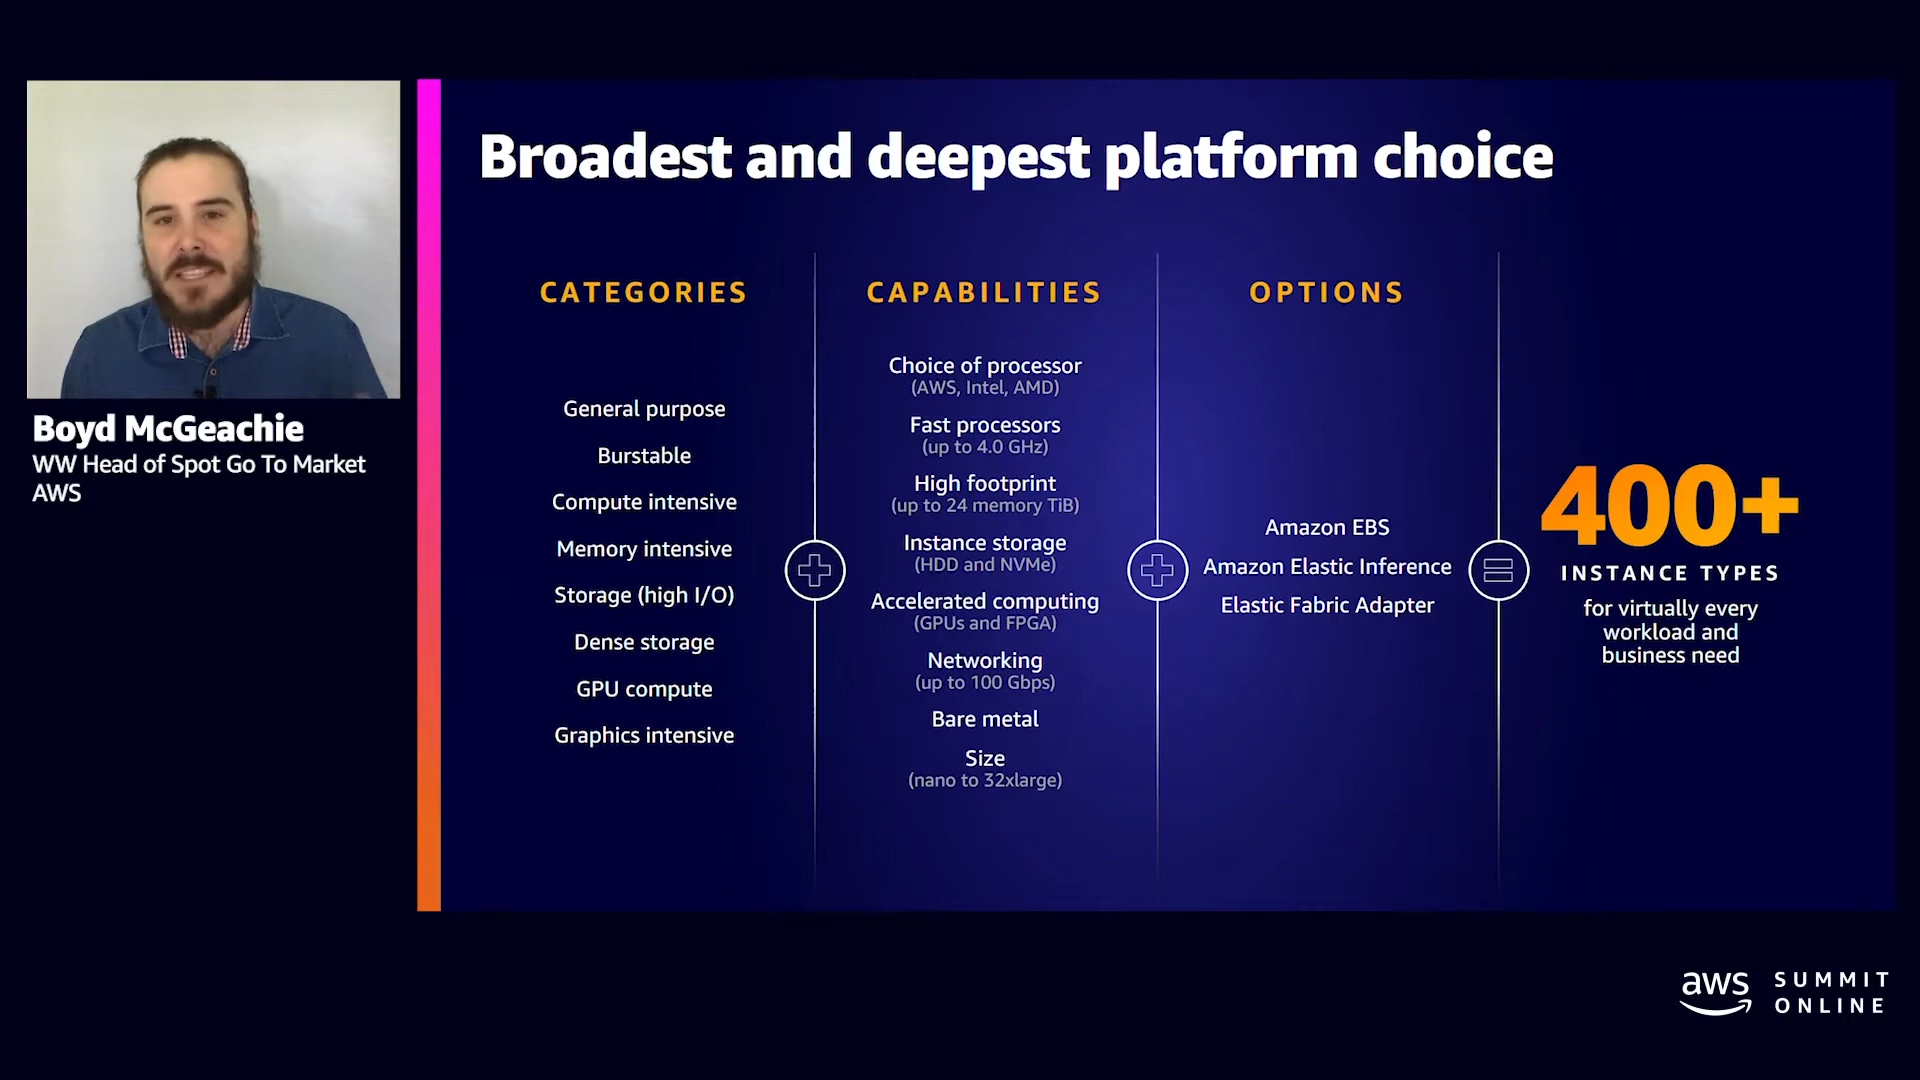 Broadest and deepest platform choice
Boyd McGeachie
WW Head of Spot Go To Market
AWS
CATEGORIES
General purpose
Burstable
Compute intensive
Memory intensive
Storage (high I/O)
Dense storage
GPU compute
Graphics intensive
CAPABILITIES
Choice of processor
(AWS, Intel, AMD)
Fast processors
(up to 4.0 GHz)
High footprint
(up to 24 memory TiB)
Instance storage
(HDD and NVMe)
Accelerated computing
(GPUs and FPGA)
Networking
(up to 100 Gbps)
Bare metal
Size
(nano to 32xlarge)
OPTIONS
Amazon EBS
Amazon Elastic Inference
Elastic Fabric Adapter
400+
INSTANCE TYPES
for virtually every
workload and
business need
aws
SUMMIT
ONLINE